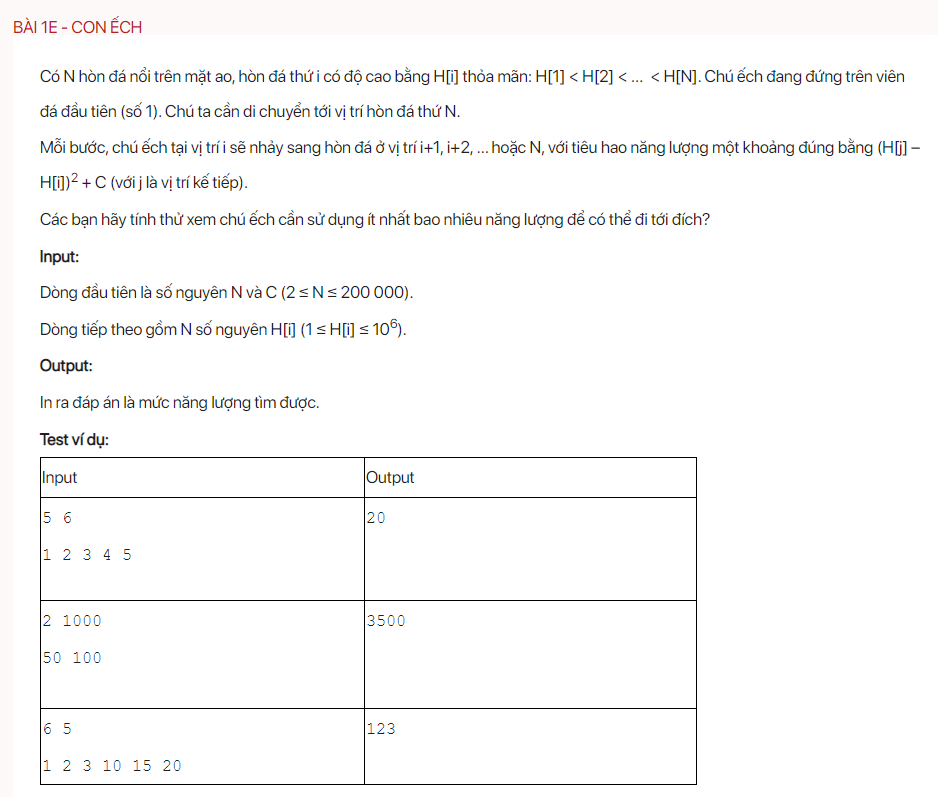 BÀI 1E - CON ẾCH
Có N hòn đá nổi trên mặt ao, hòn đá thứ i có độ cao bằng H[i] thỏa mãn: H[1] < H[2] < ... < H[N]. Chú ếch đang đứng trên viên
đá đầu tiên (số 1). Chú ta cần di chuyển tới vị trí hòn đá thứ N.
Mỗi bước, chú ếch tại vị trí i sẽ nhảy sang hòn đá ở vị trí i+1, i+2, ... hoặc N, với tiêu hao năng lượng một khoảng đúng bằng (H[j] –
H[i])² + C (với j là vị trí kế tiếp).
Các bạn hãy tính thử xem chú ếch cần sử dụng ít nhất bao nhiêu năng lượng để có thể đi tới đích?
Input:
Dòng đầu tiên là số nguyên N và C (2 ≤ N ≤ 200 000).
Dòng tiếp theo gồm N số nguyên H[i] (1 ≤ H[i] ≤ 10⁶).
Output:
In ra đáp án là mức năng lượng tìm được.
Test ví dụ:
Input Output
5 6 20
1 2 3 4 5
2 1000 3500
50 100
6 5 123
1 2 3 10 15 20